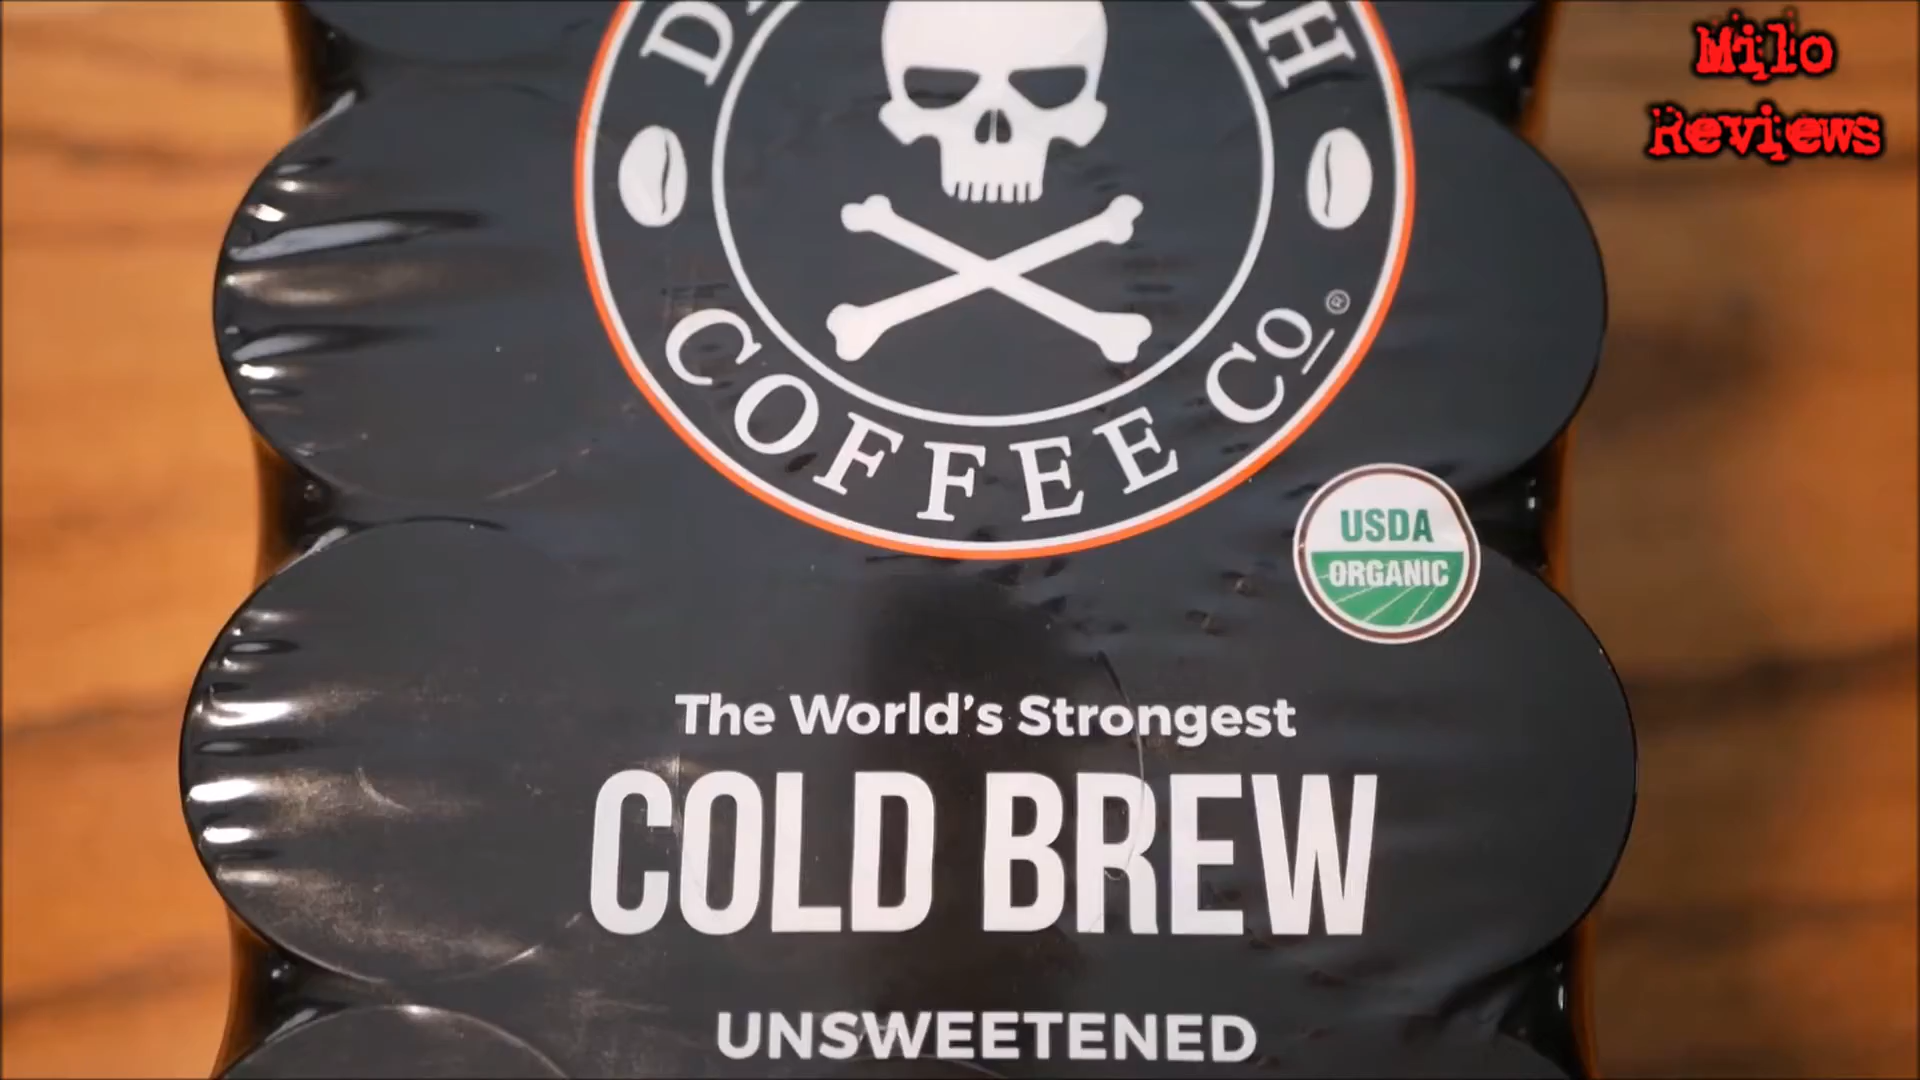 Milo
Reviews
COFFEE Co.®
USDA
ORGANIC
The World's Strongest
COLD BREW
UNSWEETENED